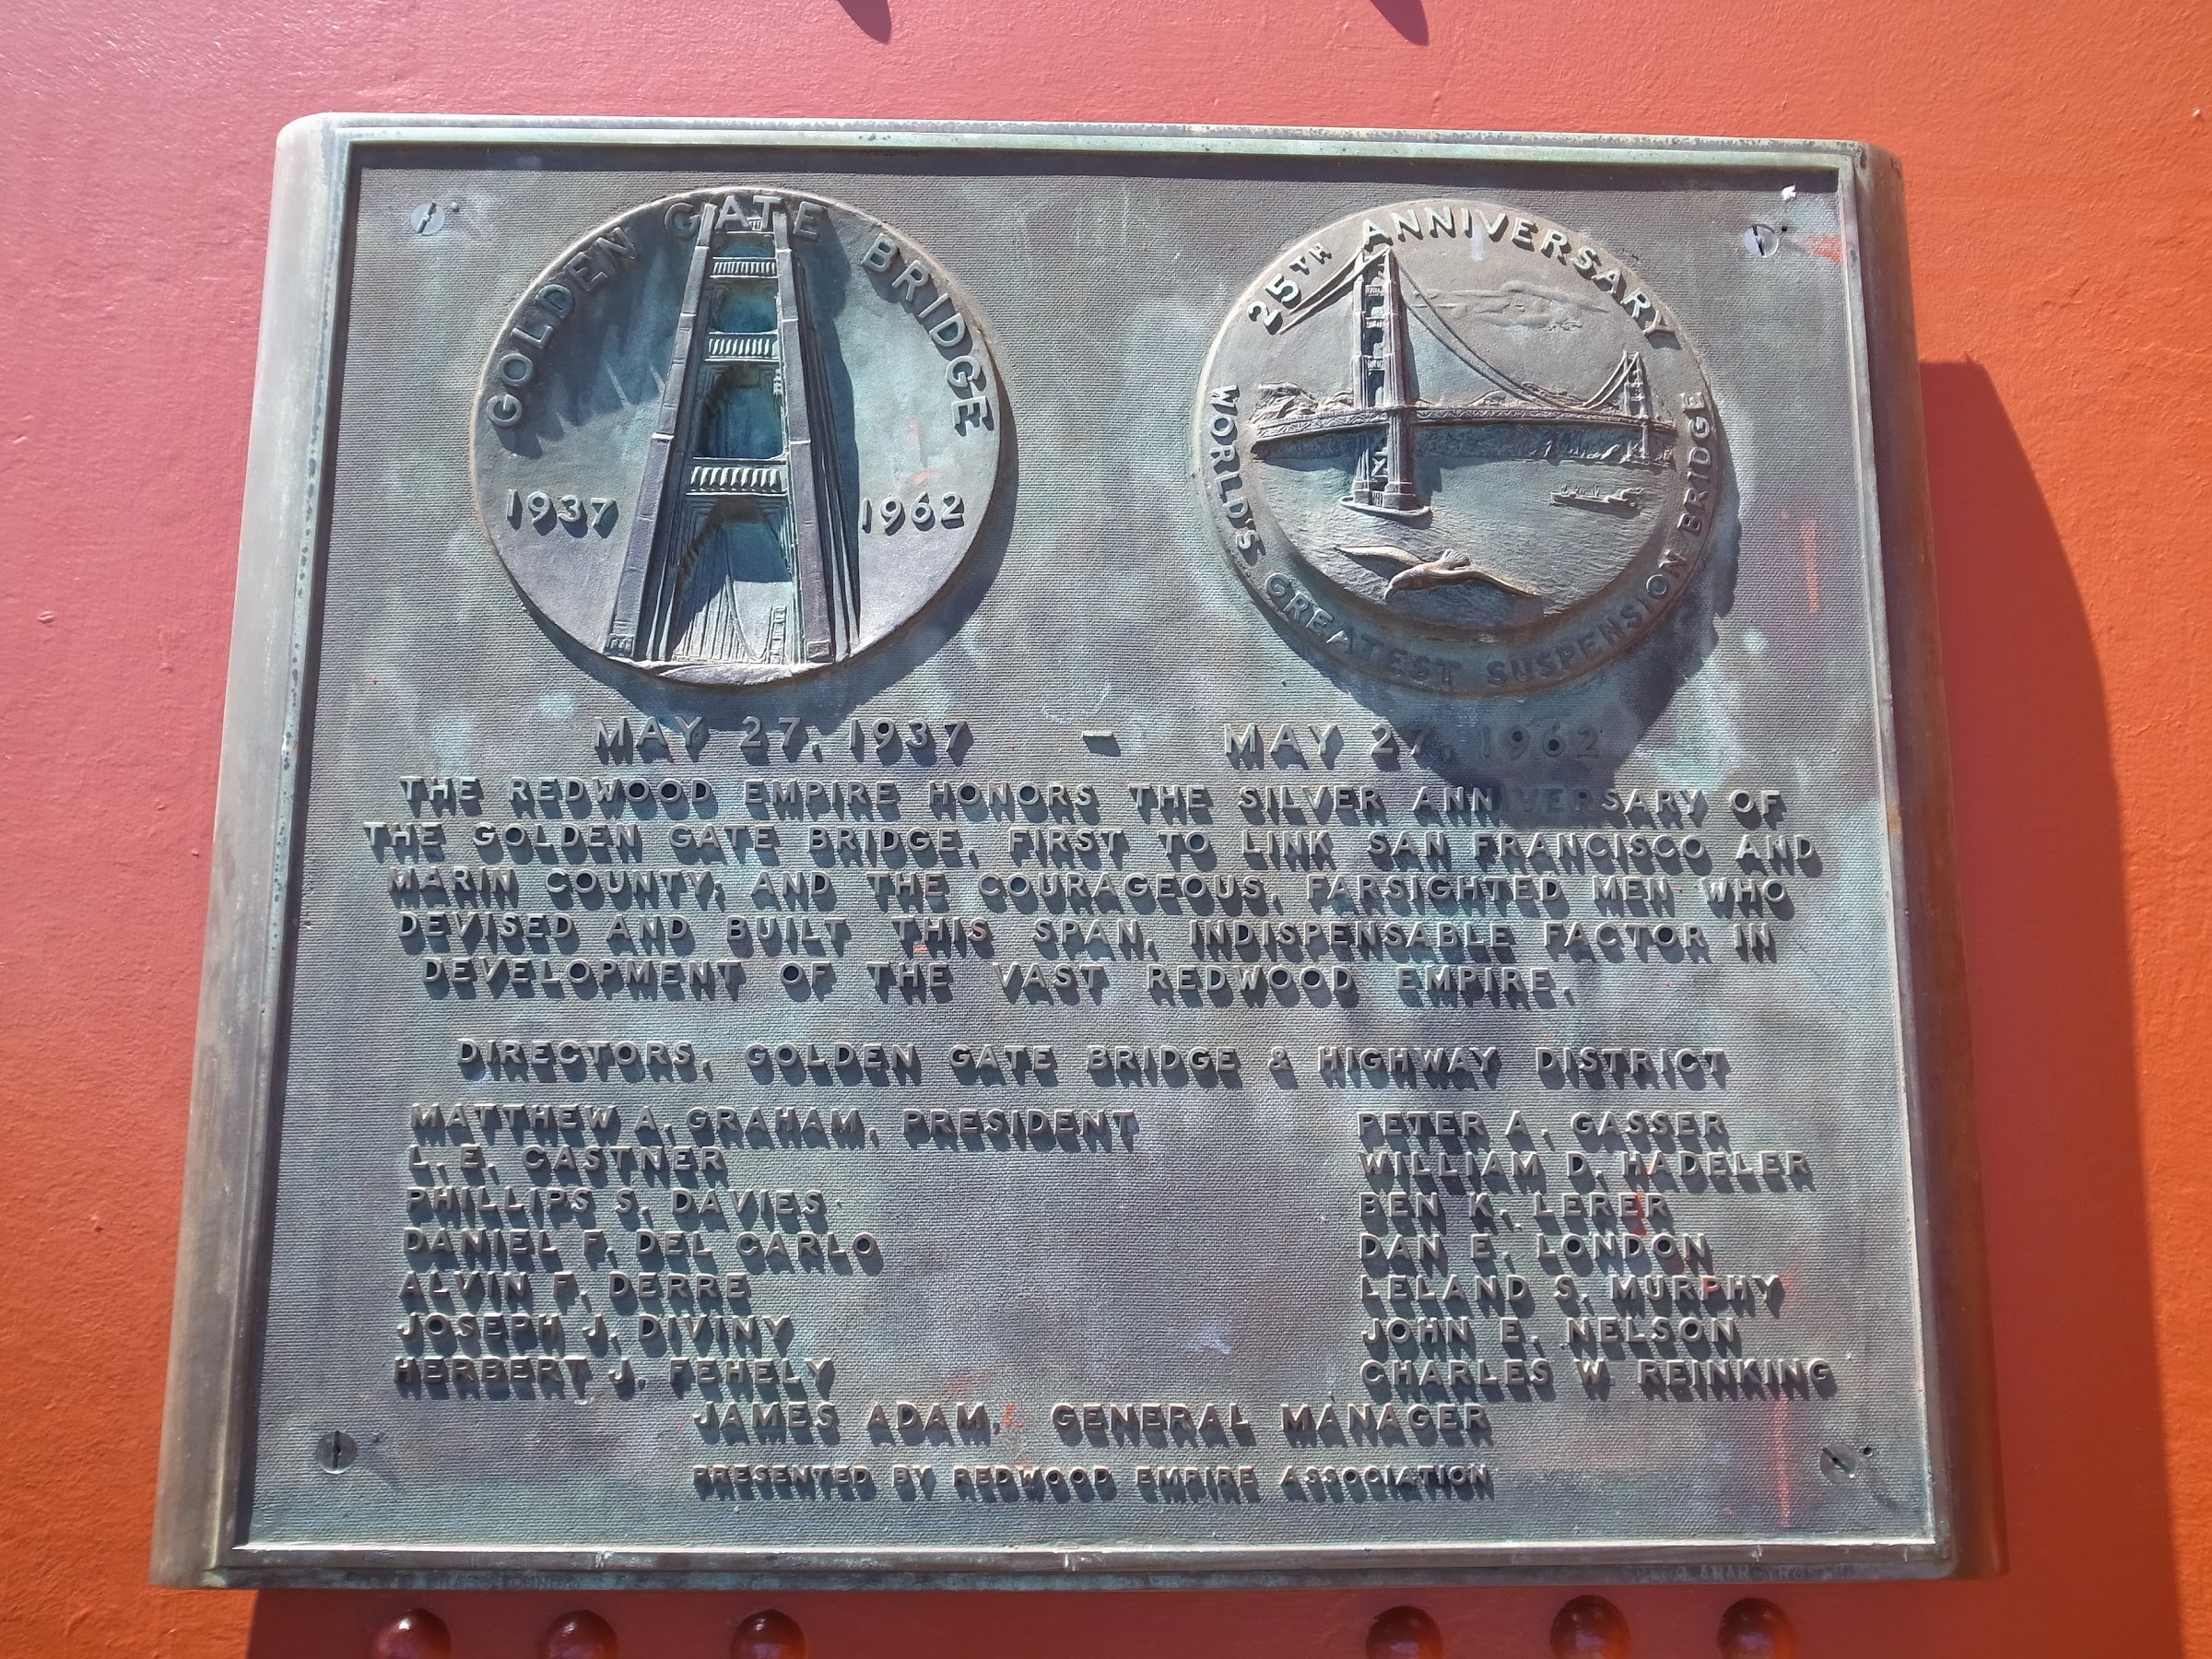 GOLDEN GATE BRIDGE
1937 1962
25TH ANNIVERSARY
WORLD'S GREATEST SUSPENSION BRIDGE
MAY 27, 1937 - MAY 27, 1962
THE REDWOOD EMPIRE HONORS THE SILVER ANNIVERSARY OF
THE GOLDEN GATE BRIDGE, FIRST TO LINK SAN FRANCISCO AND
MARIN COUNTY, AND THE COURAGEOUS, FARSIGHTED MEN WHO
DEVISED AND BUILT THIS SPAN, INDISPENSABLE FACTOR IN
DEVELOPMENT OF THE VAST REDWOOD EMPIRE.
DIRECTORS, GOLDEN GATE BRIDGE & HIGHWAY DISTRICT
MATTHEW A. GRAHAM, PRESIDENT
L. E. CASTNER
PHILLIPS S. DAVIES
DANIEL F. DEL CARLO
ALVIN F. DERRE
JOSEPH J. DIVINY
HERBERT J. FEHELY
PETER A. GASSER
WILLIAM D. HADELER
BEN K. LERER
DAN E. LONDON
LELAND S. MURPHY
JOHN E. NELSON
CHARLES W. REINKING
JAMES ADAM, GENERAL MANAGER
PRESENTED BY REDWOOD EMPIRE ASSOCIATION